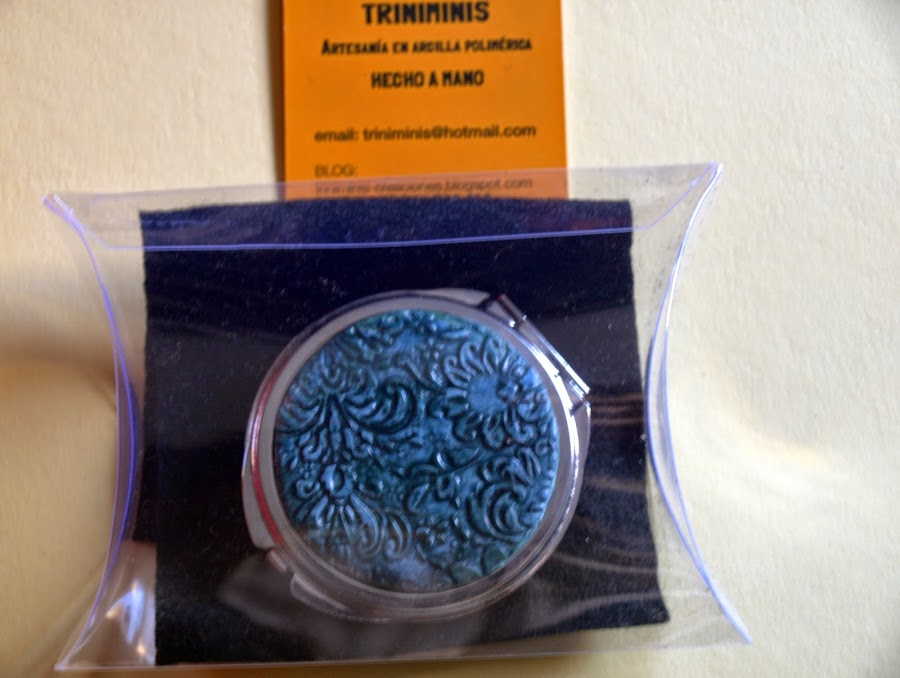 TRINIMINIS
ARTESANÍA EN ARCILLA POLIMÉRICA
HECHO A MANO
email: triniminis@hotmail.com
BLOG: